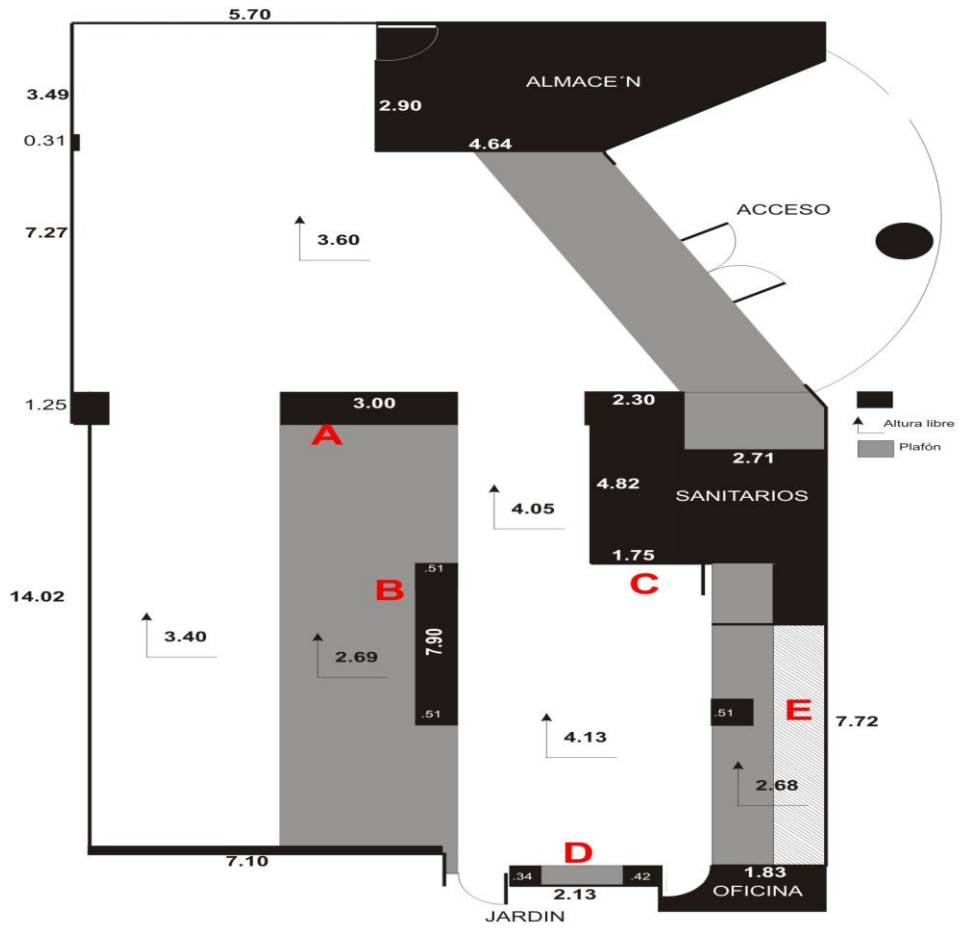 5.70
ALMACE´N
3.49
2.90
0.31
4.64
ACCESO
7.27
3.60
1.25
3.00
2.30
Altura libre
A
Plafón
2.71
4.82
SANITARIOS
4.05
1.75
.51
B
C
14.02
3.40
7.90
2.69
.51
.51
E
7.72
4.13
2.68
D
7.10
.34
.42
1.83
2.13
OFICINA
JARDIN